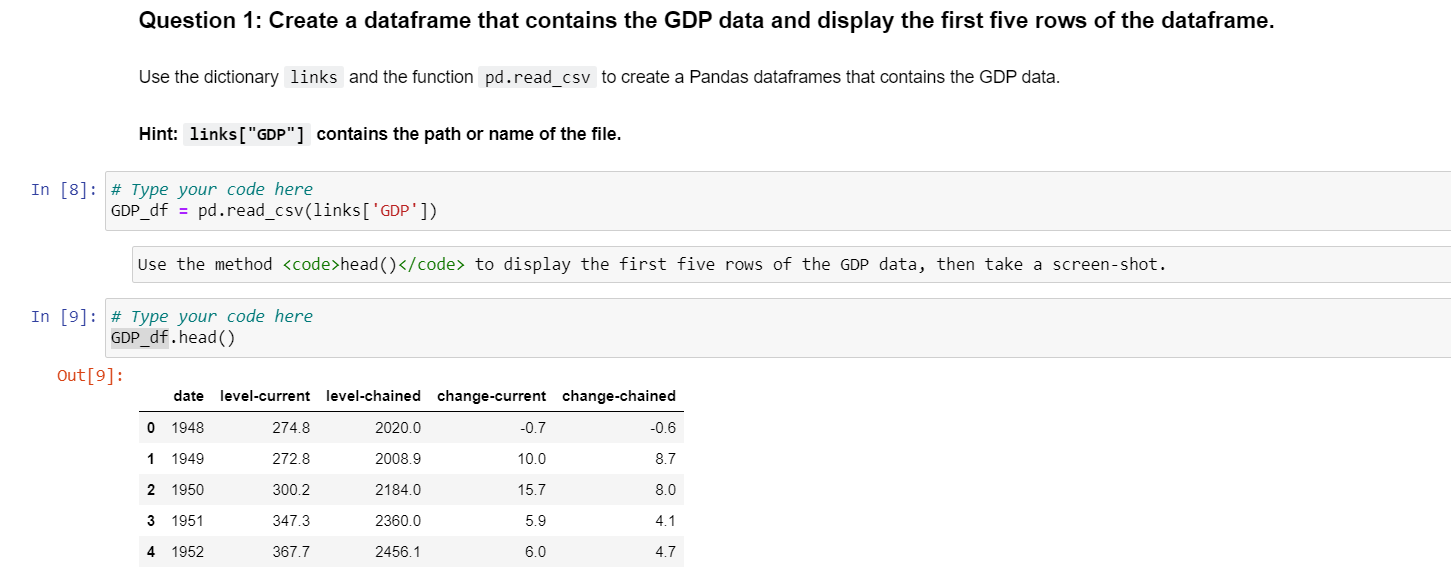 Question 1: Create a dataframe that contains the GDP data and display the first five rows of the dataframe.
Use the dictionary links and the function pd.read_csv to create a Pandas dataframes that contains the GDP data.
Hint: links["GDP"] contains the path or name of the file.
In [8]: # Type your code here
GDP_df = pd.read_csv(links['GDP'])
Use the method <code>head()</code> to display the first five rows of the GDP data, then take a screen-shot.
In [9]: # Type your code here
GDP_df.head()
Out[9]:
date level-current level-chained change-current change-chained
0 1948 274.8 2020.0 -0.7 -0.6
1 1949 272.8 2008.9 10.0 8.7
2 1950 300.2 2184.0 15.7 8.0
3 1951 347.3 2360.0 5.9 4.1
4 1952 367.7 2456.1 6.0 4.7